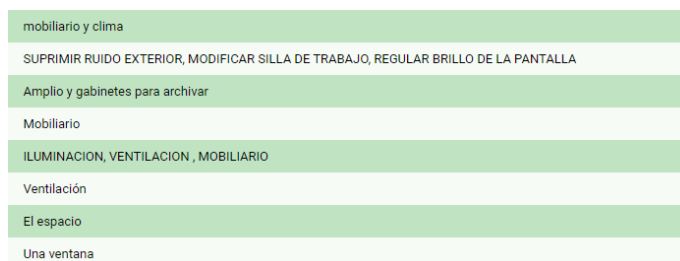 mobiliario y clima
SUPRIMIR RUIDO EXTERIOR, MODIFICAR SILLA DE TRABAJO, REGULAR BRILLO DE LA PANTALLA
Amplio y gabinetes para archivar
Mobiliario
ILUMINACION, VENTILACION , MOBILIARIO
Ventilación
El espacio
Una ventana